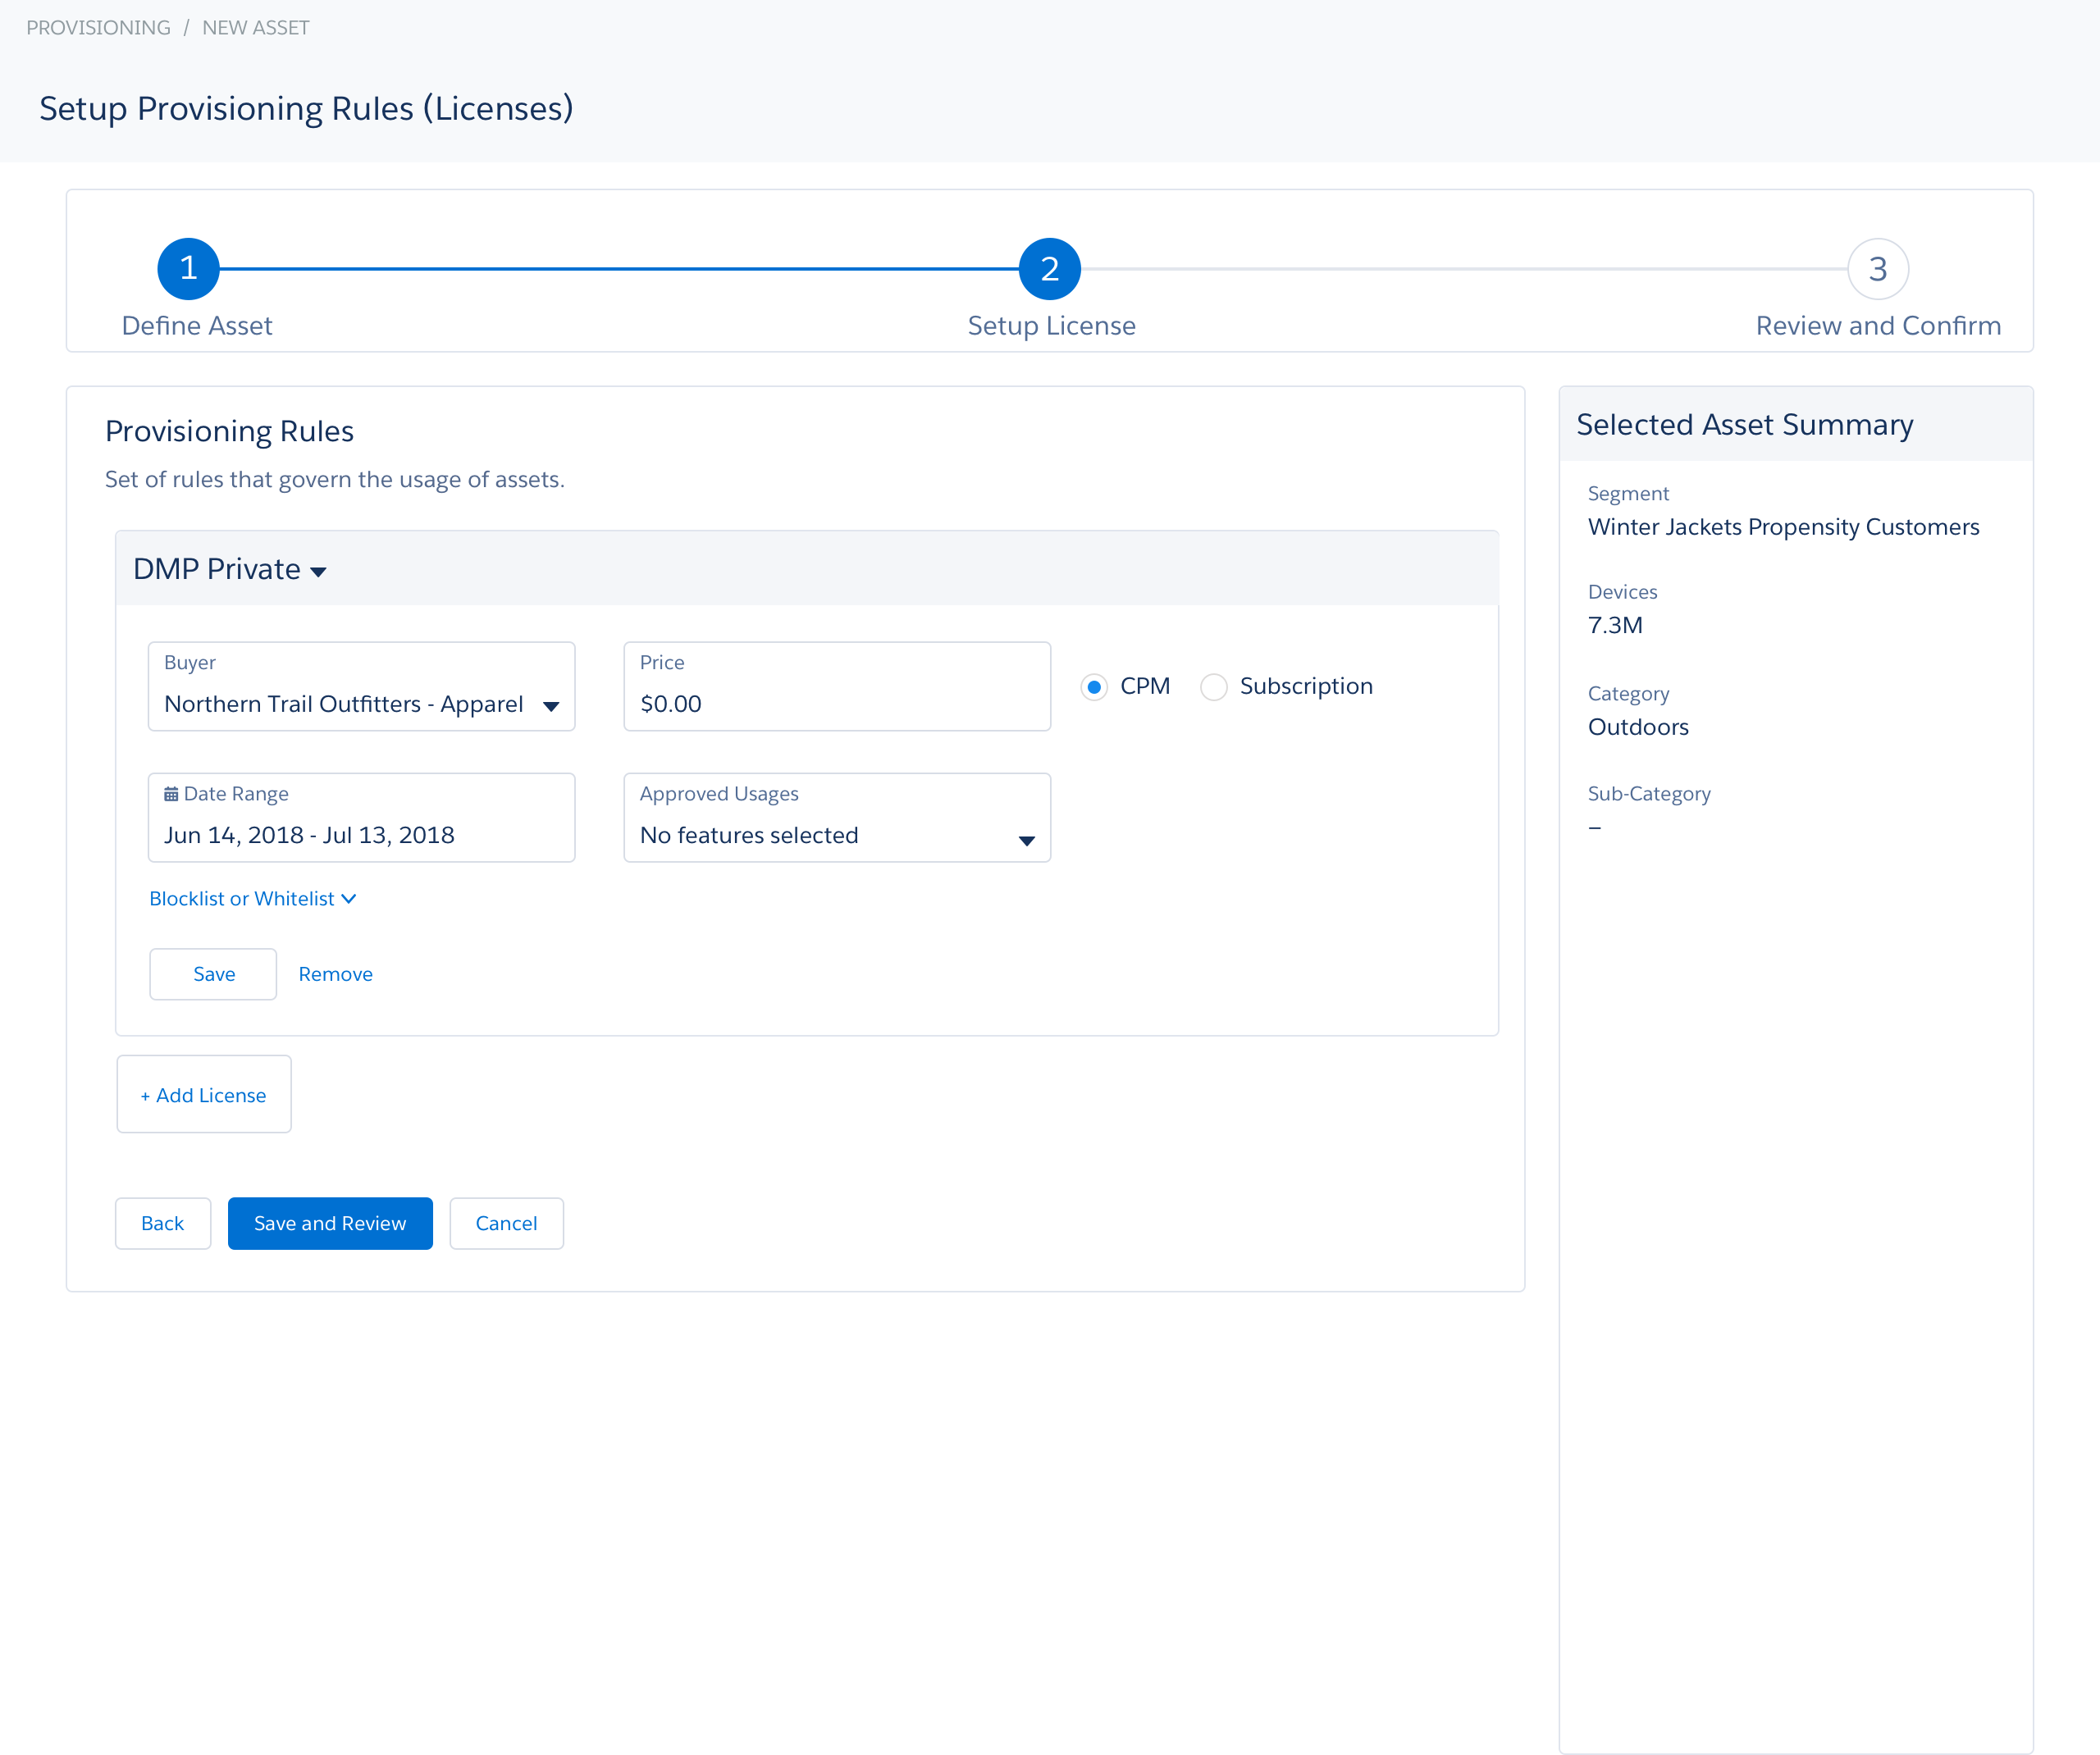 PROVISIONING / NEW ASSET
Setup Provisioning Rules (Licenses)
1
2
3
Define Asset
Setup License
Review and Confirm
Provisioning Rules
Set of rules that govern the usage of assets.
DMP Private
Buyer
Northern Trail Outfitters - Apparel
Price
$0.00
CPM
Subscription
Date Range
Jun 14, 2018 - Jul 13, 2018
Approved Usages
No features selected
Blocklist or Whitelist
Save
Remove
+ Add License
Back
Save and Review
Cancel
Selected Asset Summary
Segment
Winter Jackets Propensity Customers
Devices
7.3M
Category
Outdoors
Sub-Category
–